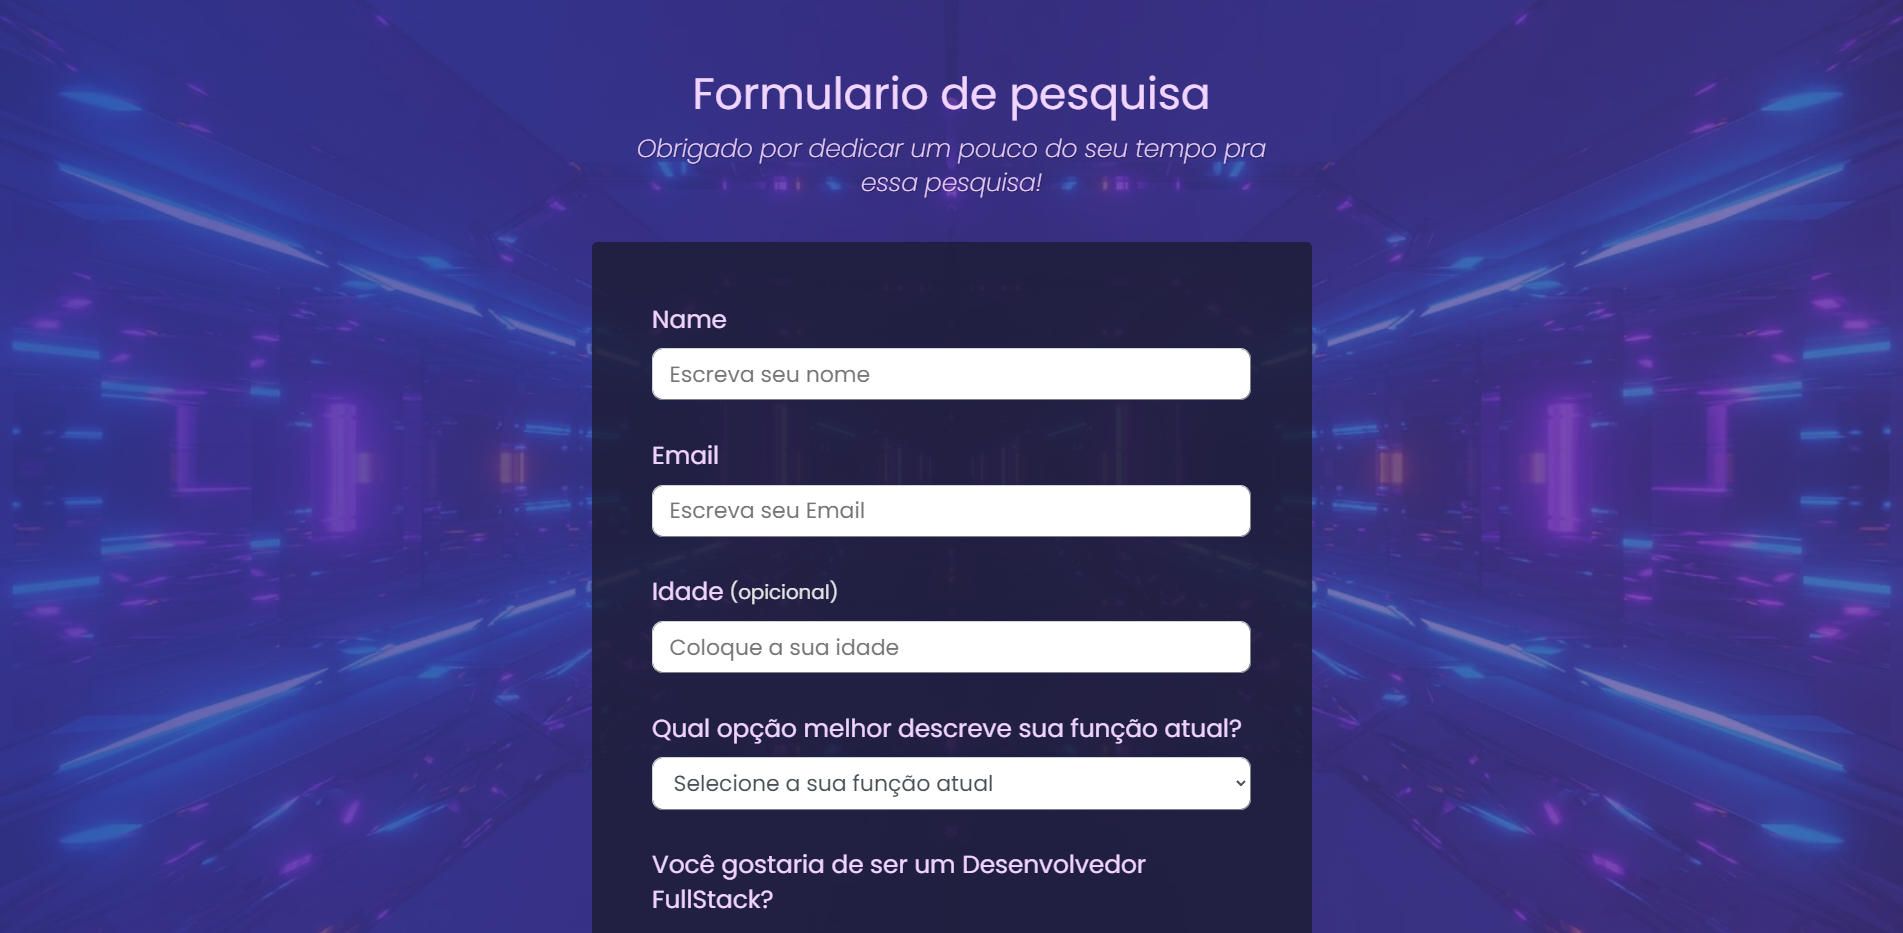 Formulario de pesquisa
Obrigado por dedicar um pouco do seu tempo pra
essa pesquisa!
Name
Escreva seu nome
Email
Escreva seu Email
Idade (opicional)
Coloque a sua idade
Qual opção melhor descreve sua função atual?
Selecione a sua função atual
Você gostaria de ser um Desenvolvedor
FullStack?